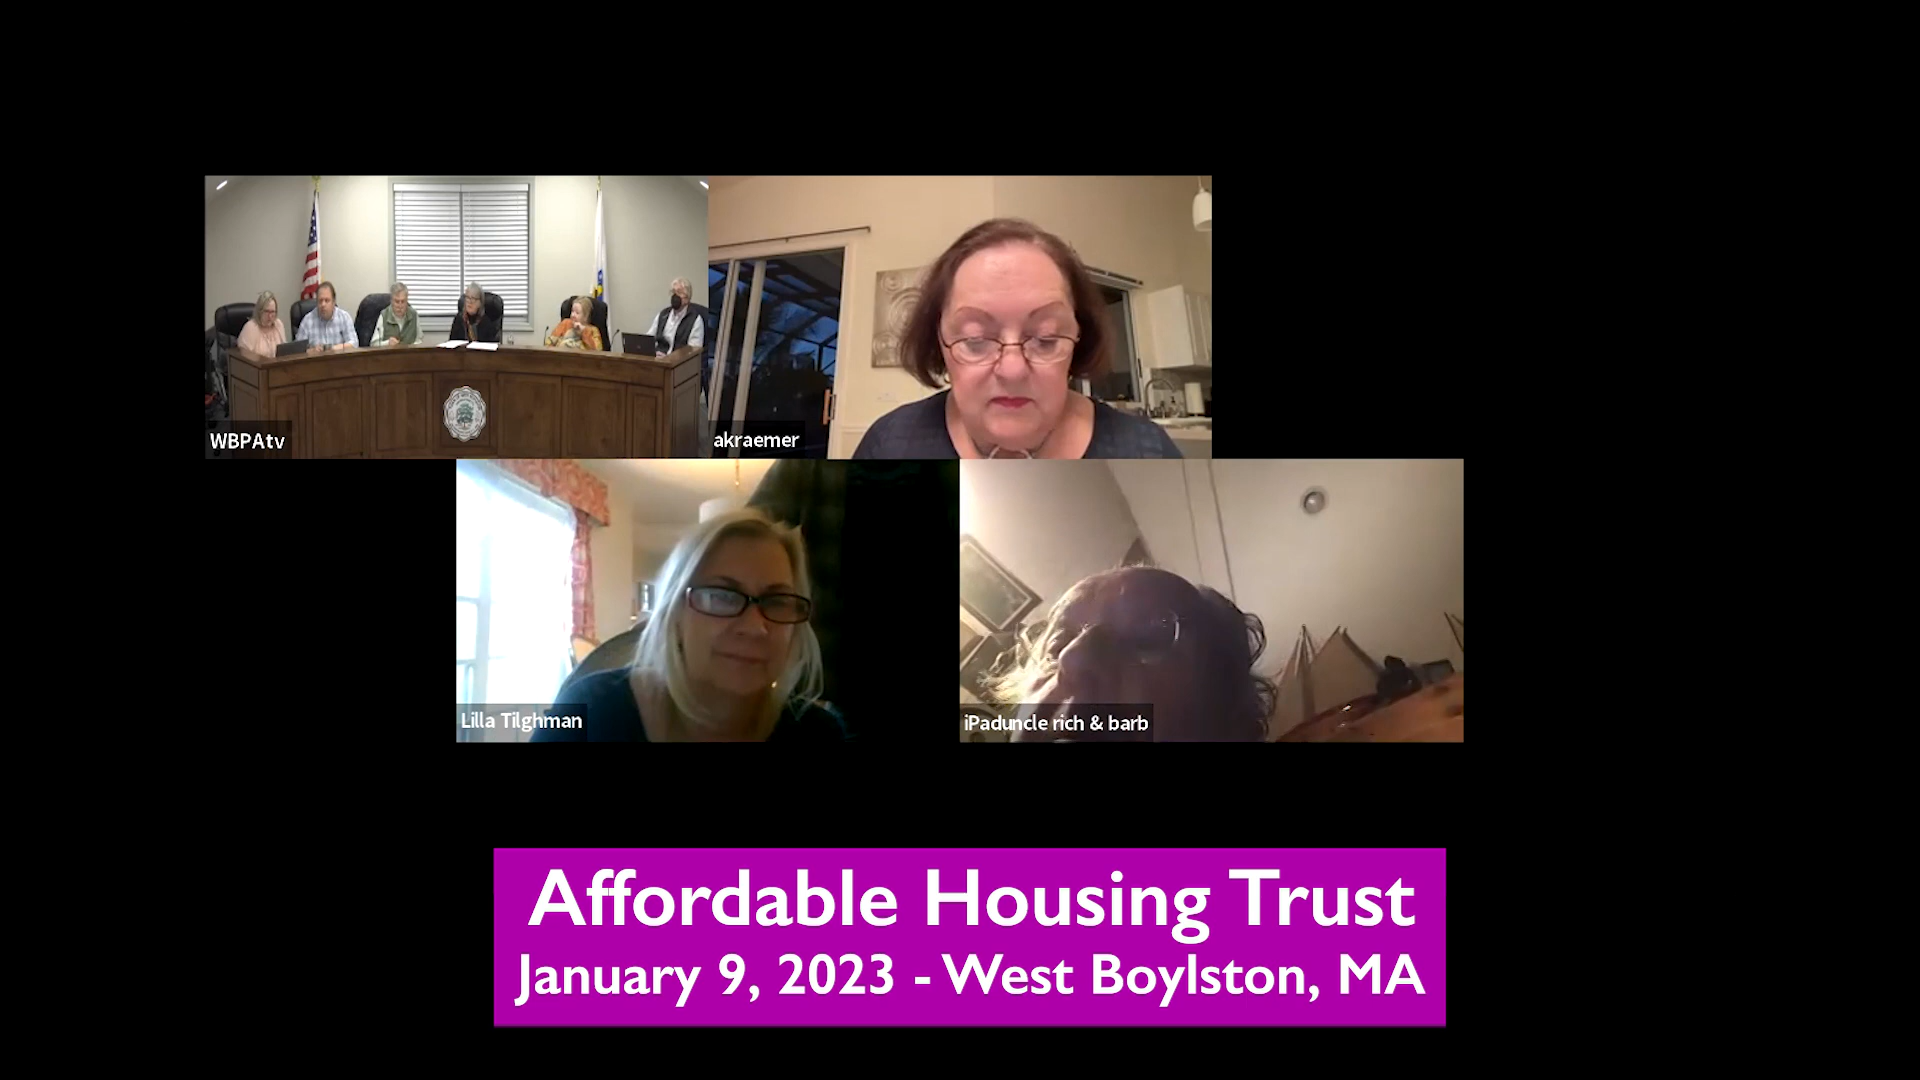 WBPAtv
akraemer
Lilla Tilghman
iPaduncle rich & barb
Affordable Housing Trust
January 9, 2023 - West Boylston, MA